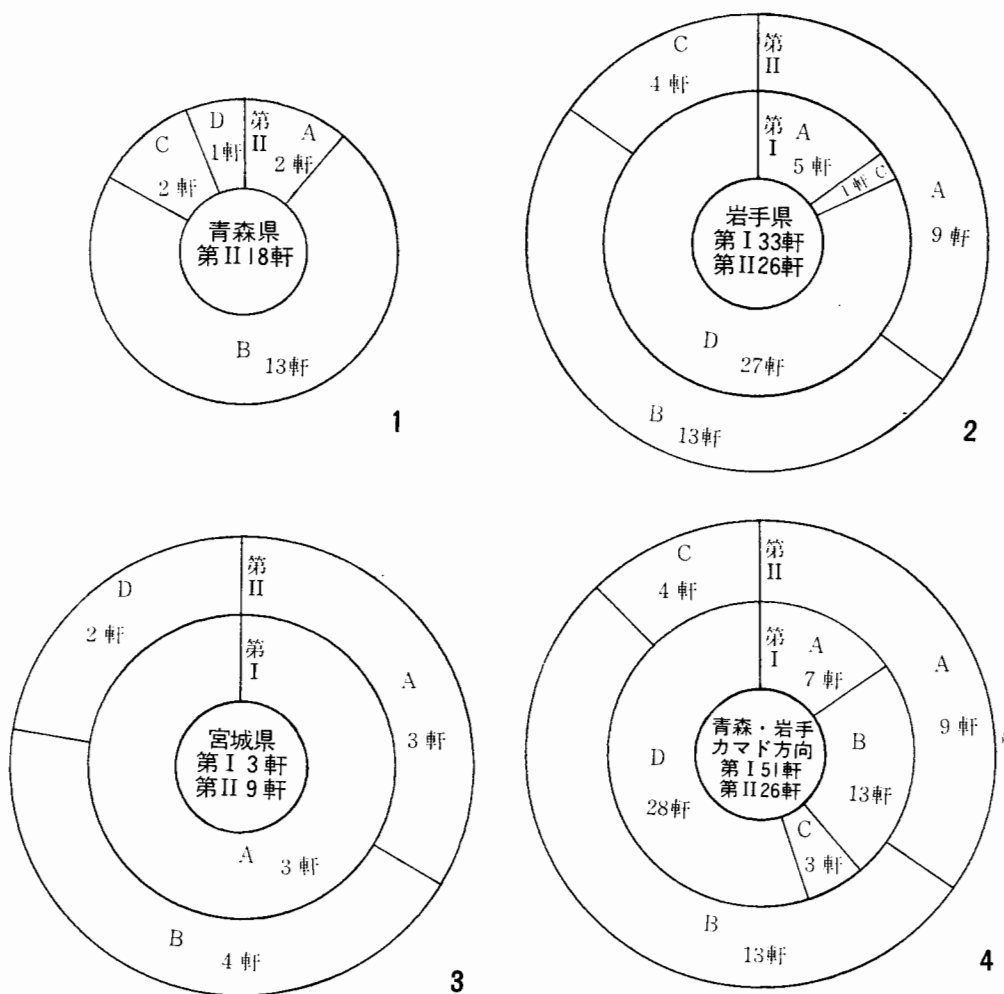 D
1軒
第
II
A
2軒
C
2軒
青森県
第II 18軒
B
13軒
1
C
4軒
第
II
第
I
A
5軒
1軒 C
A
9軒
岩手県
第I 33軒
第II 26軒
D
27軒
B
13軒
2
D
2軒
第
II
第
I
A
3軒
宮城県
第I 3軒
第II 9軒
A
3軒
B
4軒
3
C
4軒
第
II
第
I
A
7軒
A
9軒
青森・岩手
カマド方向
第I 51軒
第II 26軒
B
13軒
D
28軒
C
3軒
B
13軒
4